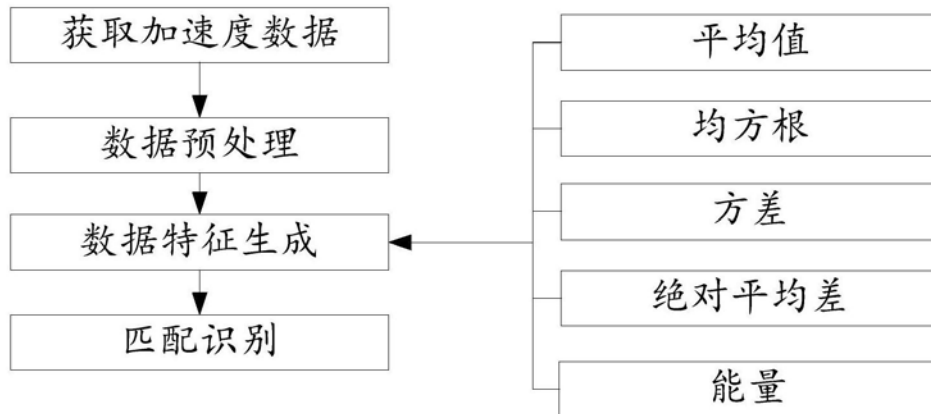 获取加速度数据
数据预处理
数据特征生成
匹配识别
平均值
均方根
方差
绝对平均差
能量